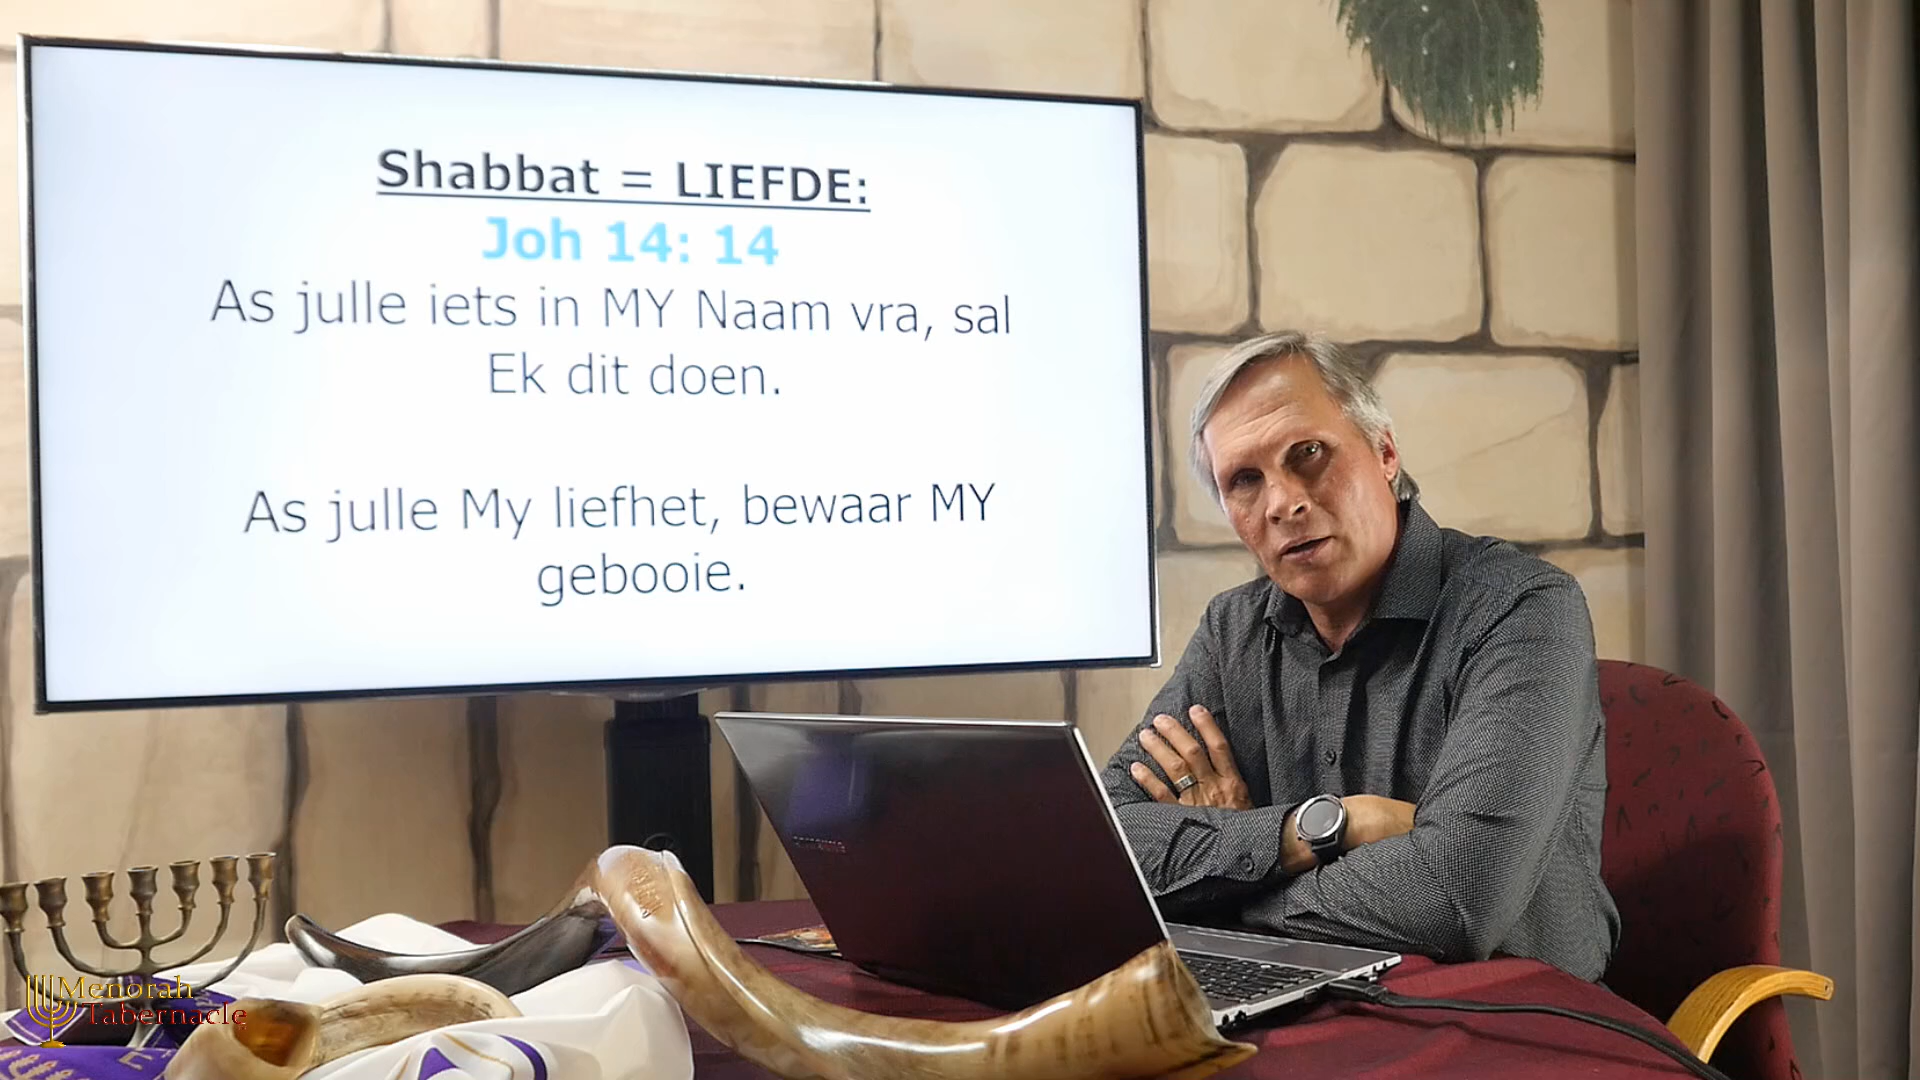 Shabbat = LIEFDE:
Joh 14: 14
As julle iets in MY Naam vra, sal
Ek dit doen.
As julle My liefhet, bewaar MY
gebooie.
Menorah
Tabernacle